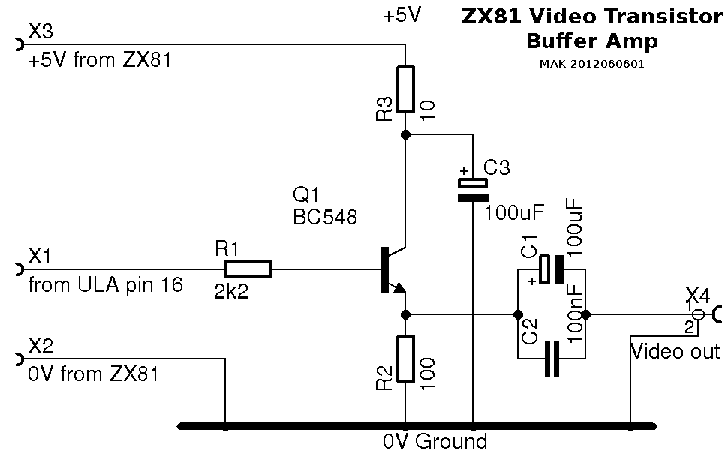 ZX81 Video Transistor
Buffer Amp
MAK 2012060601
+5V
X3
+5V from ZX81
R3
10
C3
100uF
Q1
BC548
X1
from ULA pin 16
R1
2k2
C1
100uF
C2
100nF
X4
1
2
Video out
X2
0V from ZX81
R2
100
0V Ground
+
+